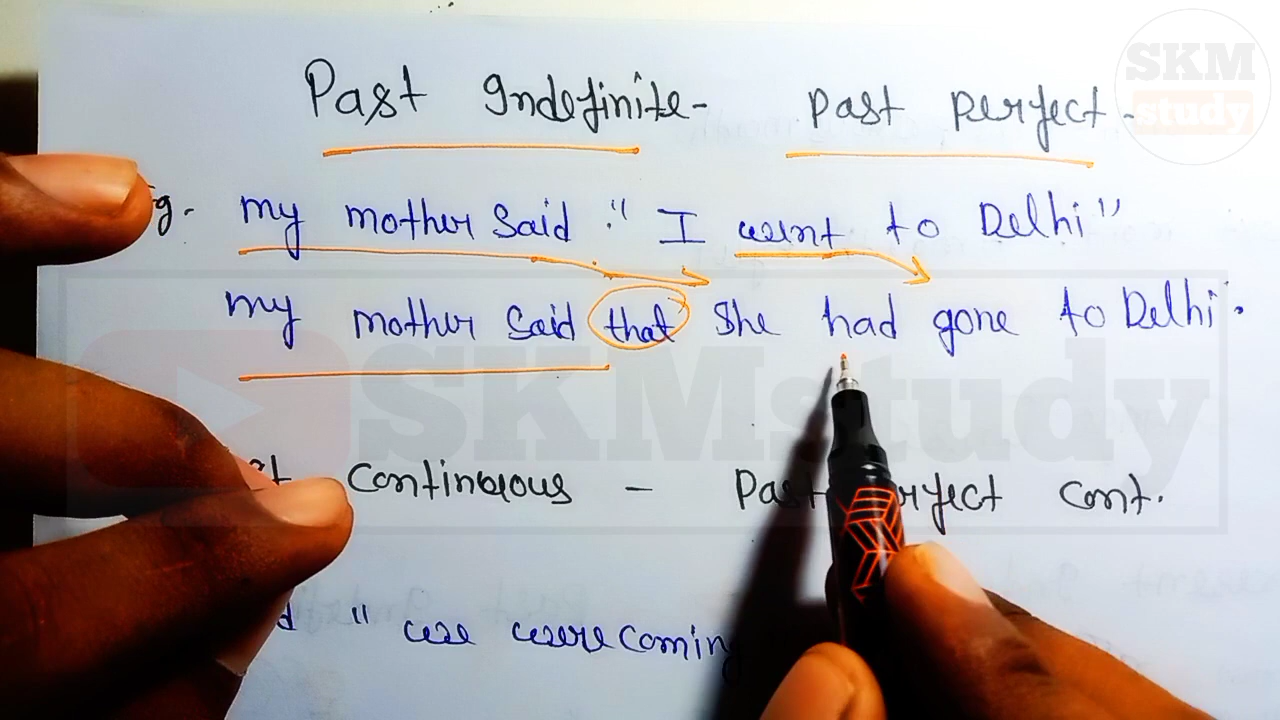 SKM
study
Past Indefinite - Past Perfect -
g. my mother said :" I went to Delhi"
my mother said that she had gone to Delhi.
SKMstudy
st Continuous - Past Perfect Cont.
d " we were coming